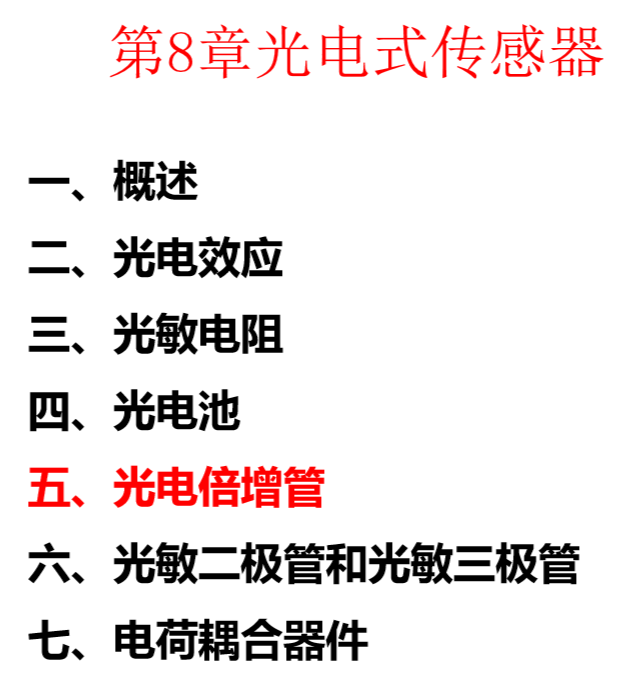 第8章光电式传感器
一、概述
二、光电效应
三、光敏电阻
四、光电池
五、光电倍增管
六、光敏二极管和光敏三极管
七、电荷耦合器件